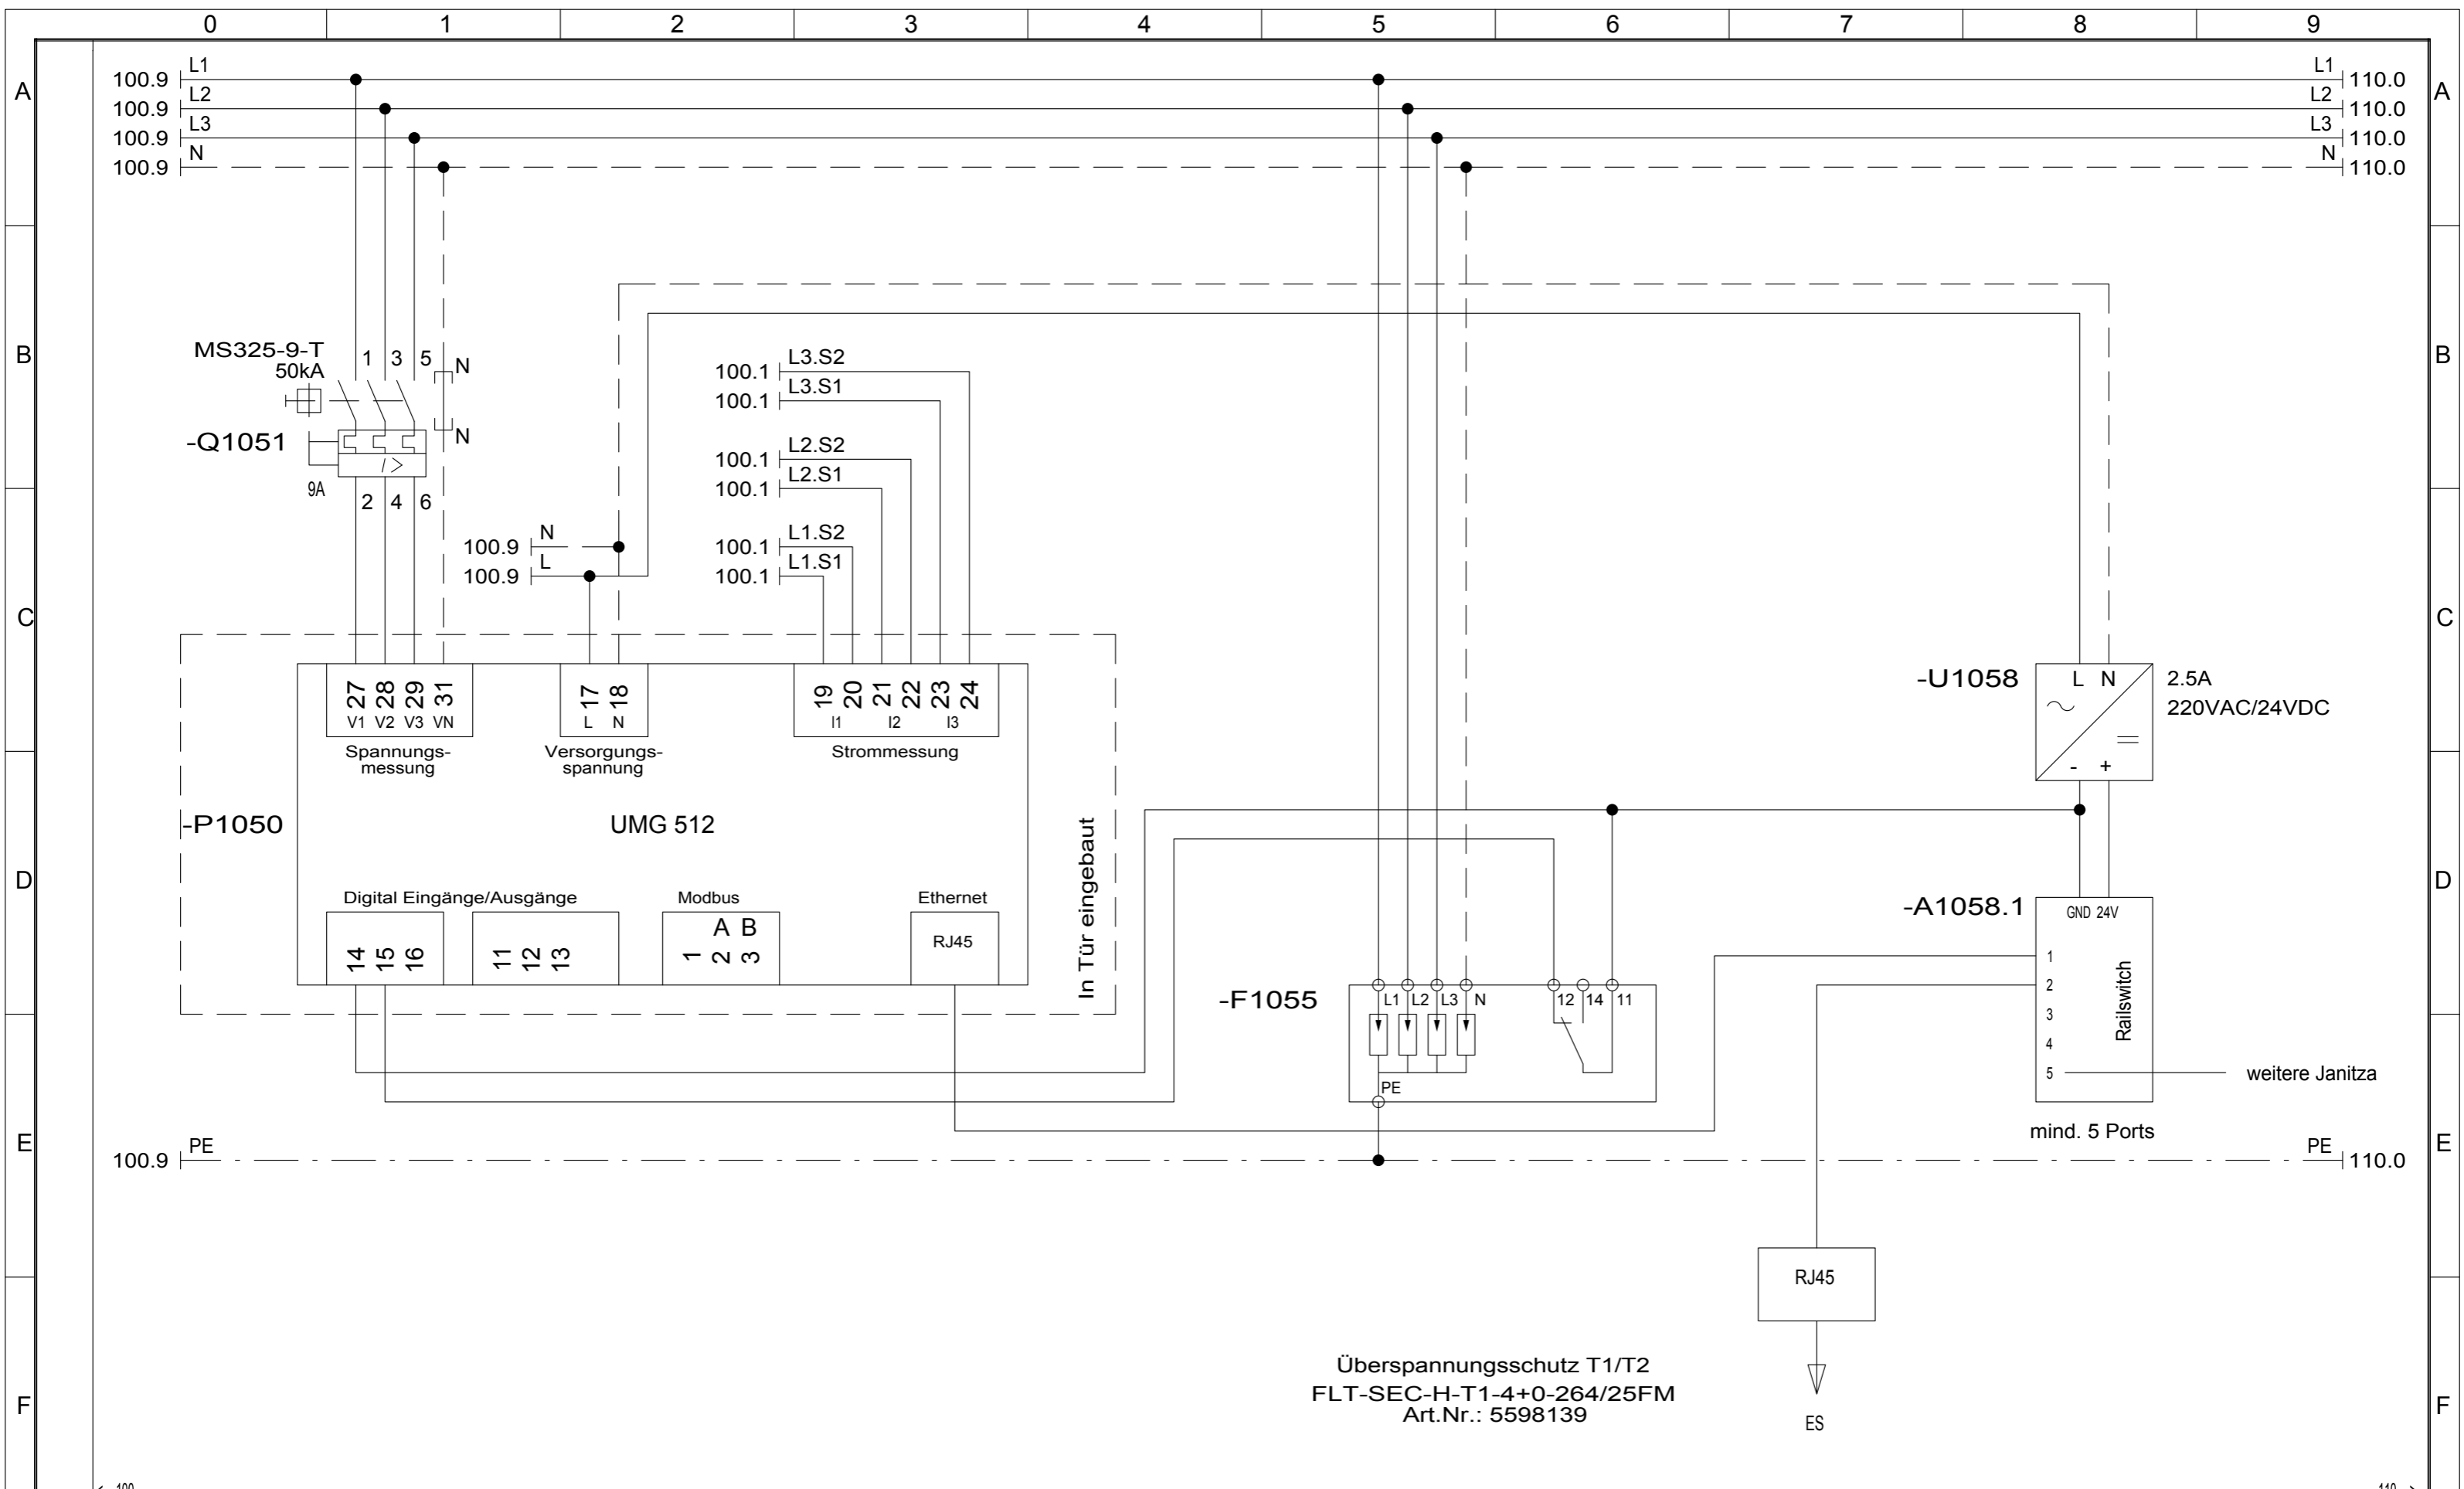 0 1 2 3 4 5 6 7 8 9
A A
100.9 L1 L1 110.0
100.9 L2 L2 110.0
100.9 L3 L3 110.0
100.9 N N 110.0
B B
MS325-9-T
50kA
1 3 5 N
-Q1051
N
I >
9A
2 4 6
100.1 L3.S2
100.1 L3.S1
100.1 L2.S2
100.1 L2.S1
100.1 L1.S2
100.1 L1.S1
100.9 N
100.9 L
C C
27 28 29 31
V1 V2 V3 VN
Spannungs-
messung
17 18
L N
Versorgungs-
spannung
19 20 21 22 23 24
I1 I2 I3
Strommessung
-U1058
L N
- +
2.5A
220VAC/24VDC
-P1050
UMG 512
In Tür eingebaut
D D
Digital Eingänge/Ausgänge
Modbus
Ethernet
14 15 16
11 12 13
A B
1 2 3
RJ45
-A1058.1
GND 24V
1
2
3
4
5
Railswitch
weitere Janitza
mind. 5 Ports
-F1055
L1 L2 L3 N
12 14 11
PE
E E
100.9 PE PE 110.0
RJ45
ES
Überspannungsschutz T1/T2
FLT-SEC-H-T1-4+0-264/25FM
Art.Nr.: 5598139
F F
100
110